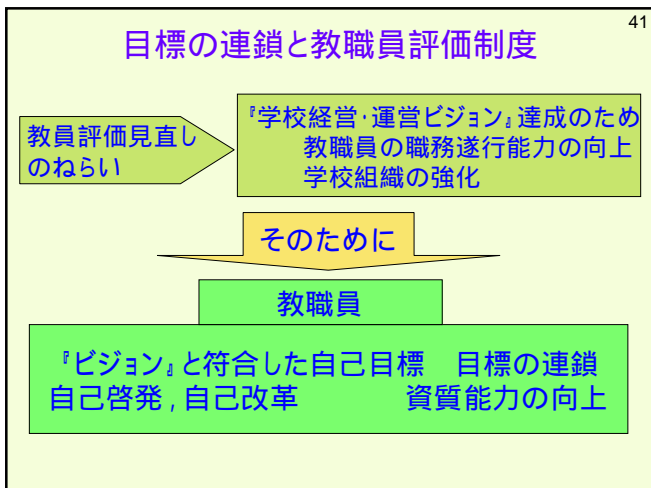 41
目標の連鎖と教職員評価制度
教員評価見直し
のねらい
『学校経営･運営ビジョン』達成のため
教職員の職務遂行能力の向上
学校組織の強化
そのために
教職員
『ビジョン』と符合した自己目標　目標の連鎖
自己啓発，自己改革　資質能力の向上